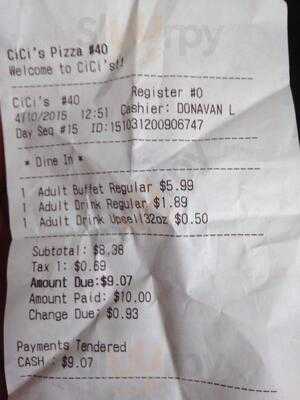 CiCi's Pizza #40
Welcome to CiCi's!!
Register #0
CiCi's #40
4/10/2015 12:51 Cashier: DONAVAN L
Day Seq #15 ID:151031200906747
* Dine In *
1 Adult Buffet Regular $5.99
1 Adult Drink Regular $1.89
1 Adult Drink Upsell32oz $0.50
Subtotal: $8.38
Tax 1: $0.69
Amount Due:$9.07
Amount Paid: $10.00
Change Due: $0.93
Payments Tendered
CASH : $9.07